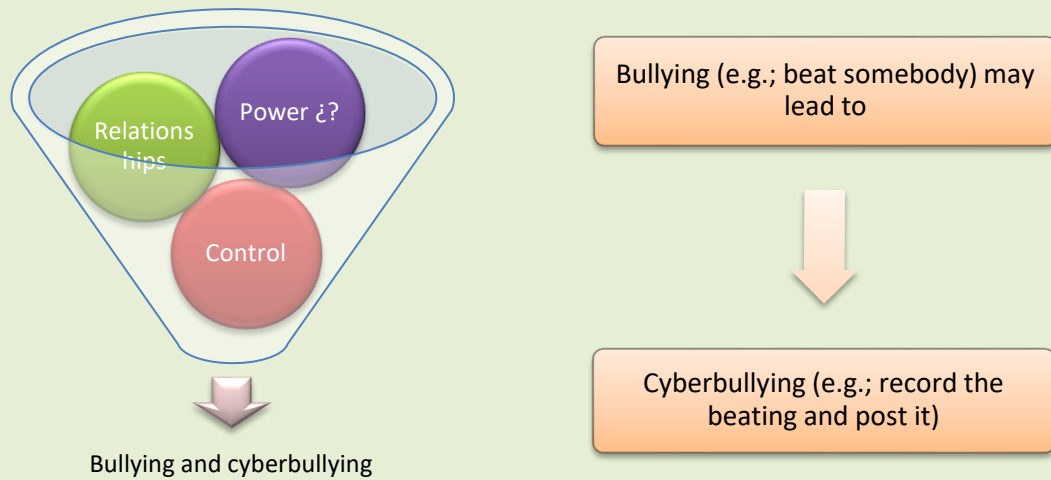 Power ¿?
Relations
hips
Control
Bullying and cyberbullying
Bullying (e.g.; beat somebody) may
lead to
Cyberbullying (e.g.; record the
beating and post it)